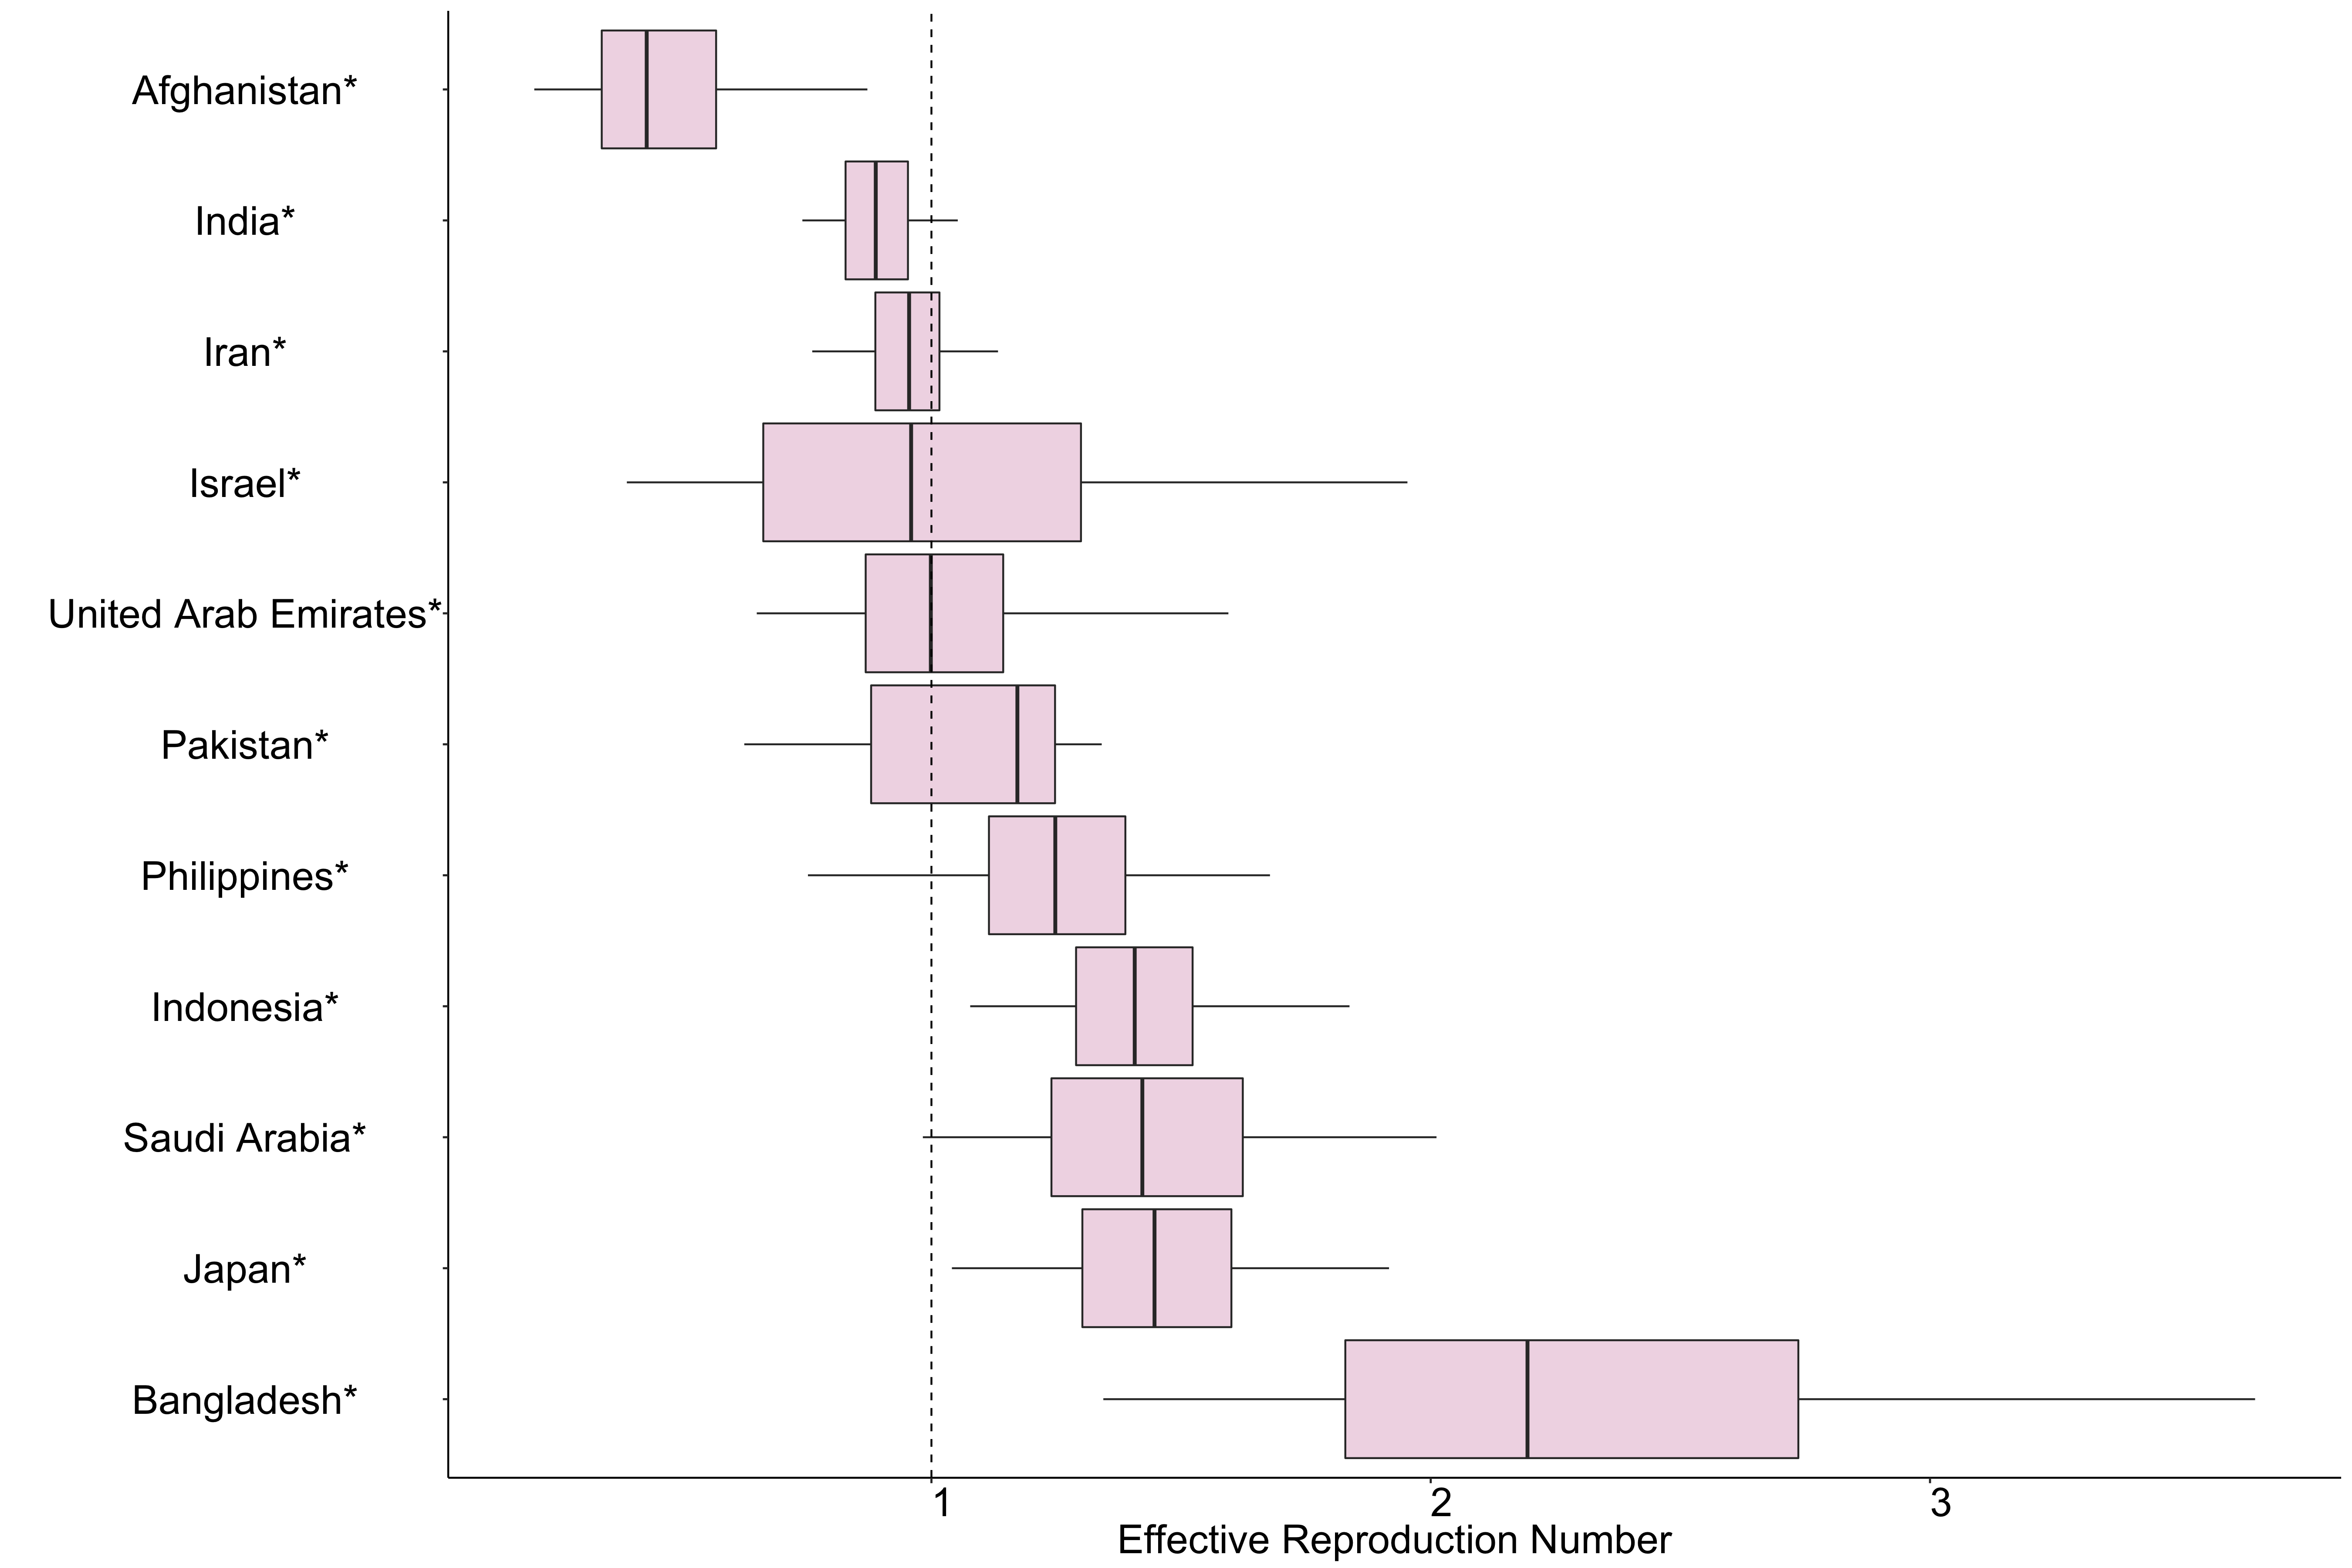 Afghanistan*
India*
Iran*
Israel*
United Arab Emirates*
Pakistan*
Philippines*
Indonesia*
Saudi Arabia*
Japan*
Bangladesh*
1 2 3
Effective Reproduction Number